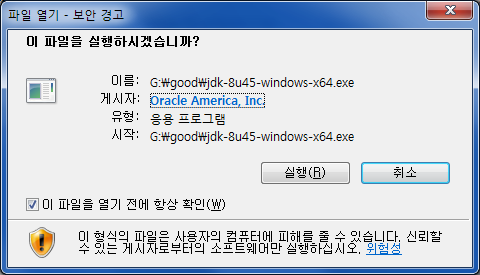 파일 열기 - 보안 경고
이 파일을 실행하시겠습니까?
이름: G:₩good₩jdk-8u45-windows-x64.exe
게시자: Oracle America, Inc.
유형: 응용 프로그램
시작: G:₩good₩jdk-8u45-windows-x64.exe
실행(R) 취소
이 파일을 열기 전에 항상 확인(W)
이 형식의 파일은 사용자의 컴퓨터에 피해를 줄 수 있습니다. 신뢰할
수 있는 게시자로부터의 소프트웨어만 실행하십시오. 위험성